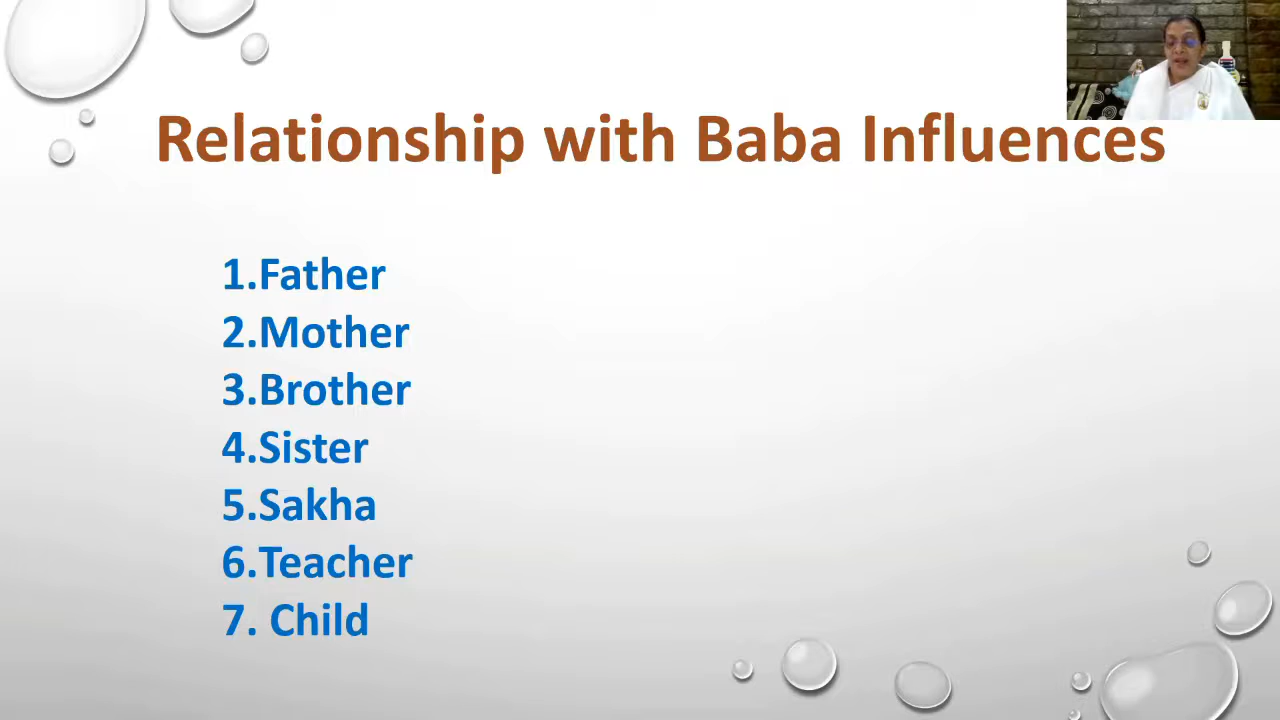 Relationship with Baba Influences
1.Father
2.Mother
3.Brother
4.Sister
5.Sakha
6.Teacher
7. Child